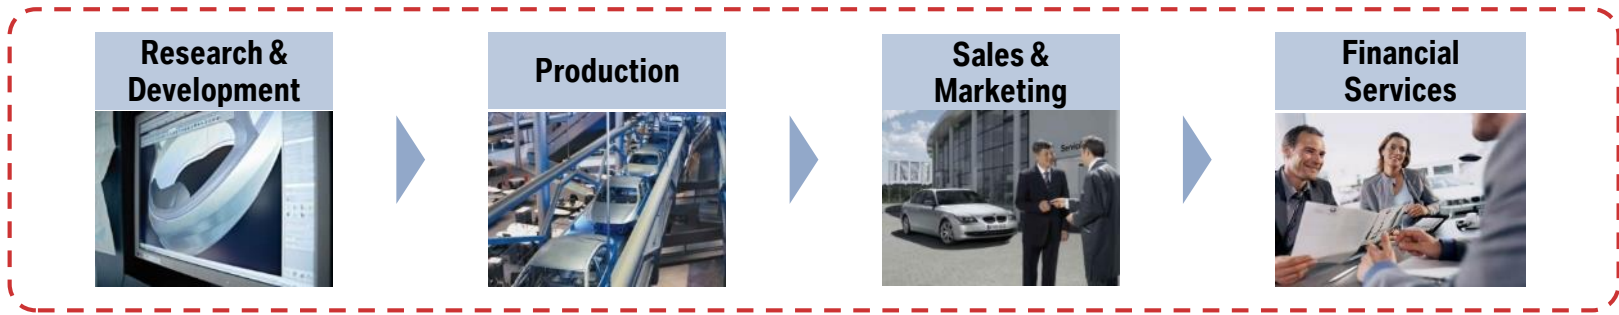 Research &
Development
Production
Sales &
Marketing
Financial
Services